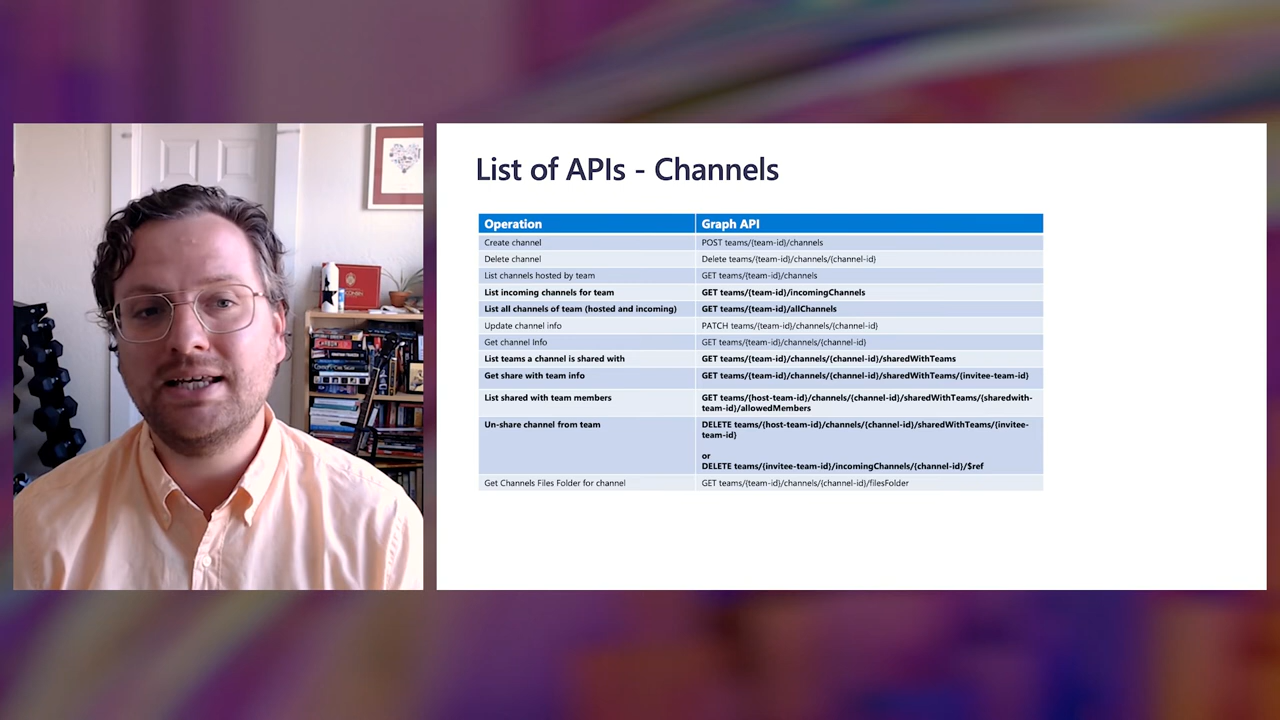 List of APIs - Channels
Operation Graph API
Create channel POST teams/{team-id}/channels
Delete channel Delete teams/{team-id}/channels/{channel-id}
List channels hosted by team GET teams/{team-id}/channels
List incoming channels for team GET teams/{team-id}/incomingChannels
List all channels of team (hosted and incoming) GET teams/{team-id}/allChannels
Update channel info PATCH teams/{team-id}/channels/{channel-id}
Get channel Info GET teams/{team-id}/channels/{channel-id}
List teams a channel is shared with GET teams/{team-id}/channels/{channel-id}/sharedWithTeams
Get share with team info GET teams/{team-id}/channels/{channel-id}/sharedWithTeams/{invitee-team-id}
List shared with team members GET teams/{host-team-id}/channels/{channel-id}/sharedWithTeams/{sharedwith-
team-id}/allowedMembers
Un-share channel from team DELETE teams/{host-team-id}/channels/{channel-id}/sharedWithTeams/{invitee-
team-id}
or
DELETE teams/{invitee-team-id}/incomingChannels/{channel-id}/$ref
Get Channels Files Folder for channel GET teams/{team-id}/channels/{channel-id}/filesFolder